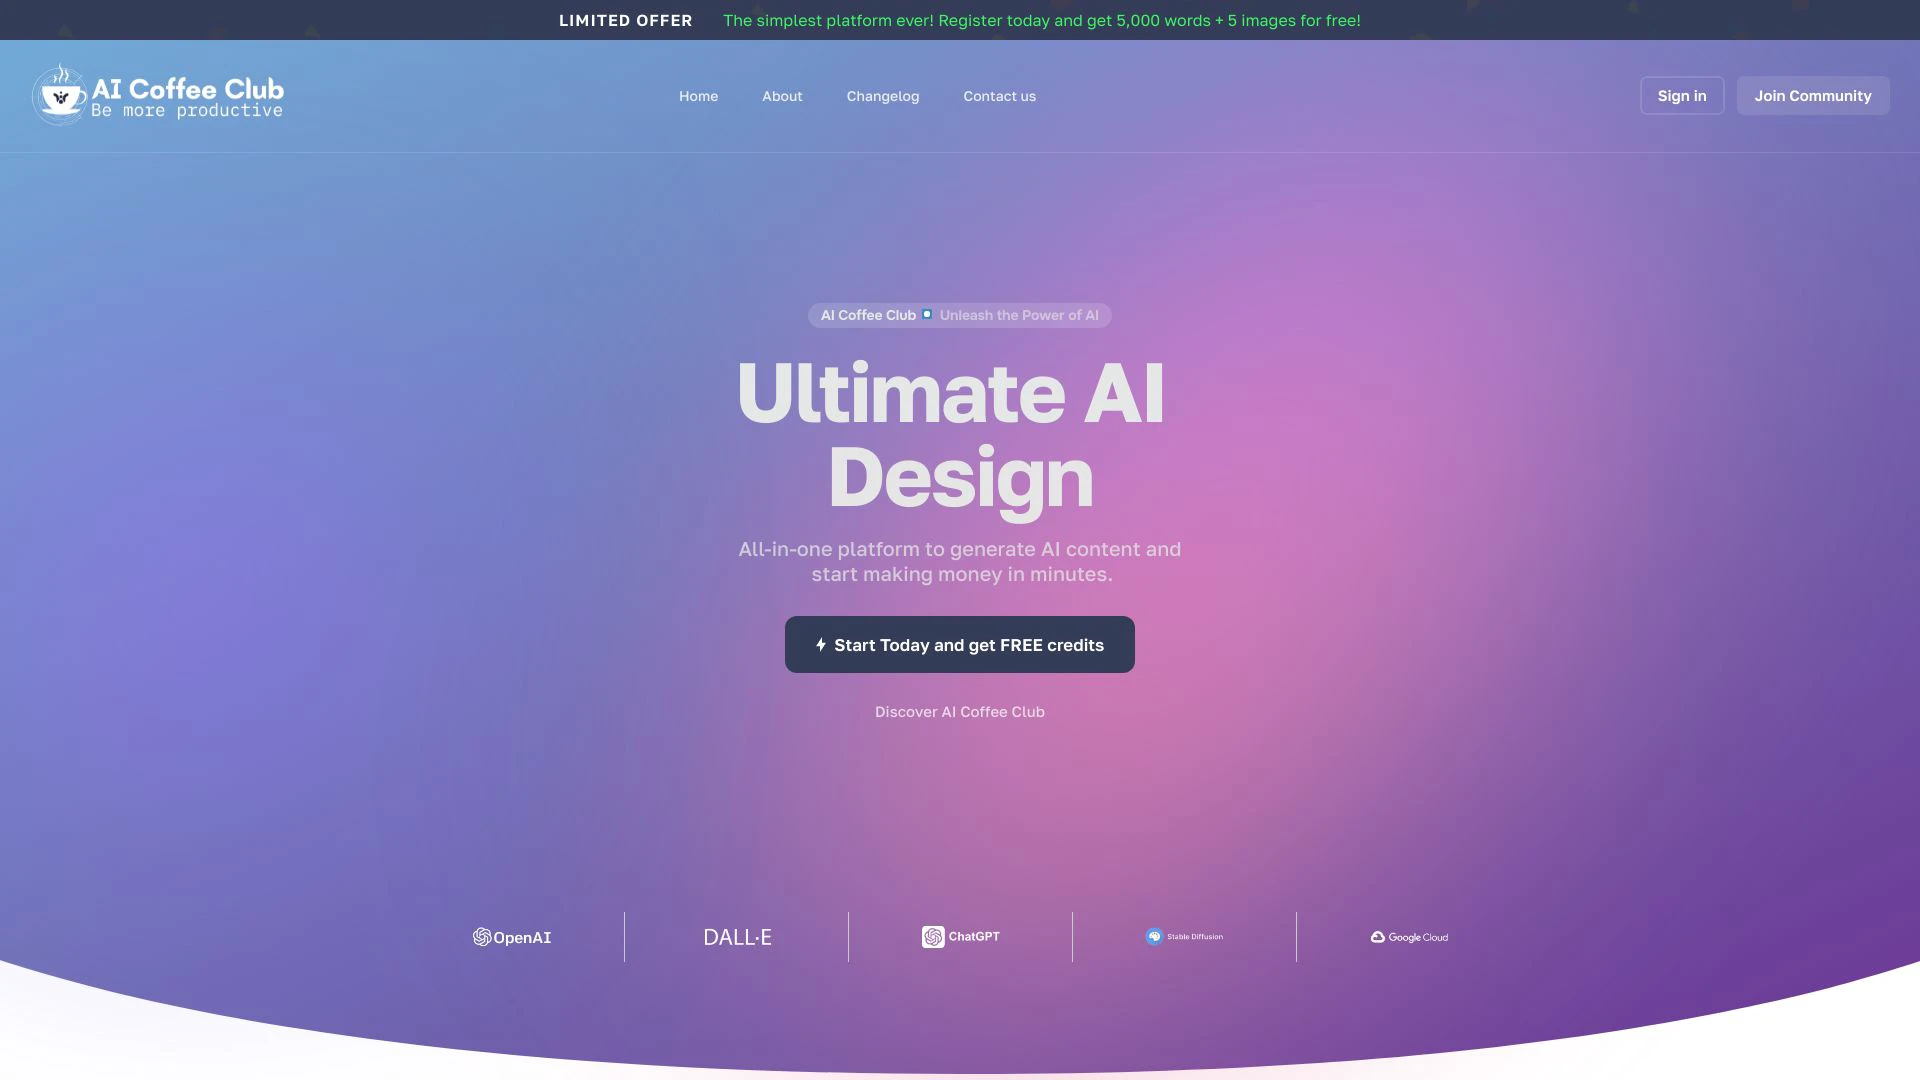 LIMITED OFFER The simplest platform ever! Register today and get 5,000 words + 5 images for free!
AI Coffee Club
Be more productive
Home About Changelog Contact us
Sign in Join Community
AI Coffee Club Unleash the Power of AI
Ultimate AI
Design
All-in-one platform to generate AI content and
start making money in minutes.
Start Today and get FREE credits
Discover AI Coffee Club
OpenAI DALL·E ChatGPT Stable Diffusion Google Cloud